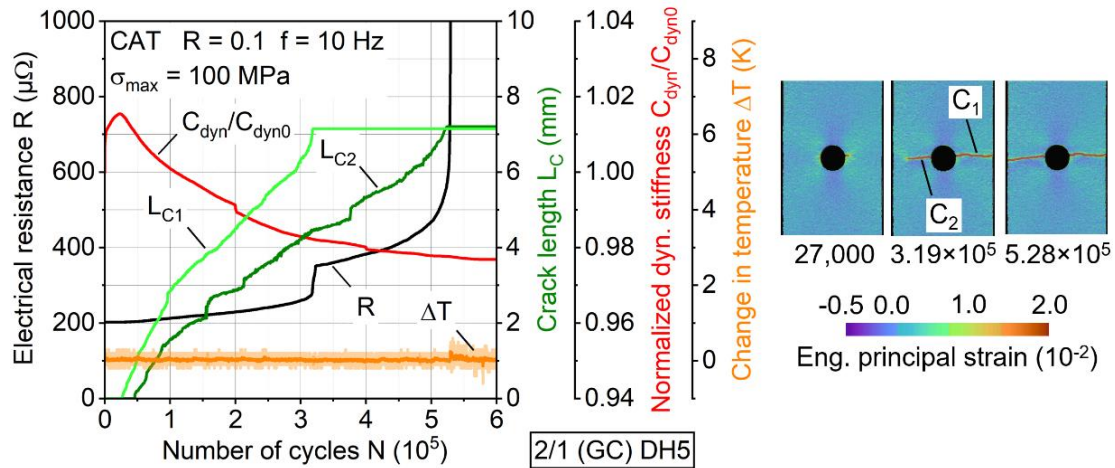 CAT R = 0.1 f = 10 Hz
σmax = 100 MPa
Cdyn/Cdyn0
LC1
LC2
R
ΔT
Electrical resistance R (μΩ)
1000
800
600
400
200
0
0 1 2 3 4 5 6
Number of cycles N (10⁵)
10
8
6
4
2
0
Crack length LC (mm)
1.04
1.02
1.00
0.98
0.96
0.94
Normalized dyn. stiffness Cdyn/Cdyn0
8
6
4
2
0
Change in temperature ΔT (K)
2/1 (GC) DH5
C1
C2
27,000 3.19×10⁵ 5.28×10⁵
-0.5 0.0 1.0 2.0
Eng. principal strain (10⁻²)